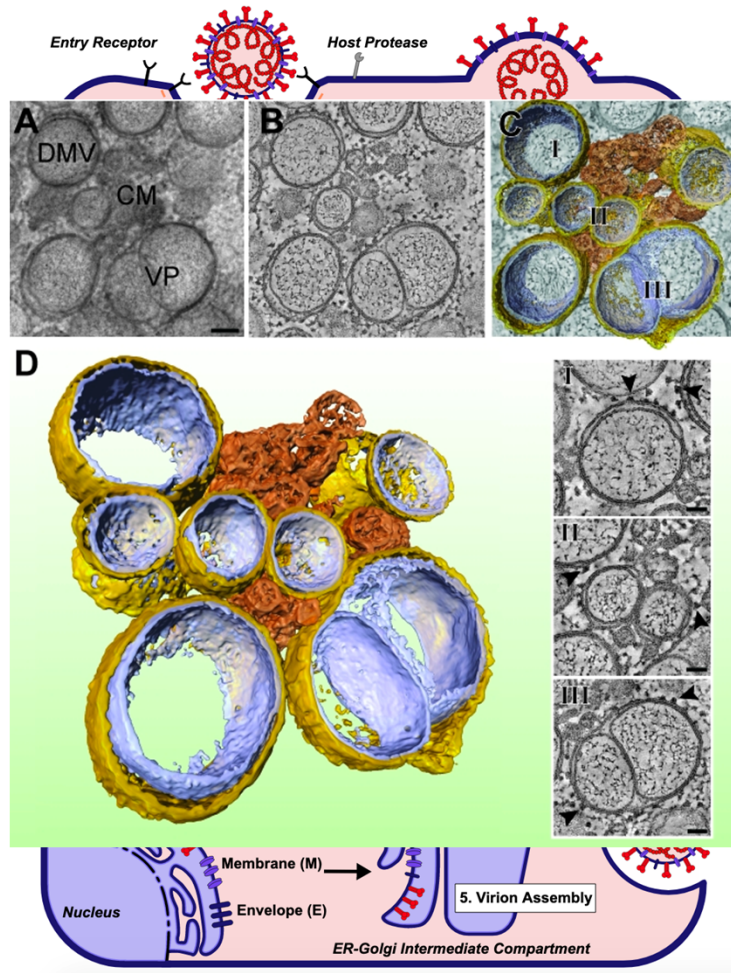 Entry Receptor
Host Protease
A
B
C
DMV
CM
VP
I
II
III
D
I
II
III
Membrane (M)
Envelope (E)
Nucleus
5. Virion Assembly
ER-Golgi Intermediate Compartment